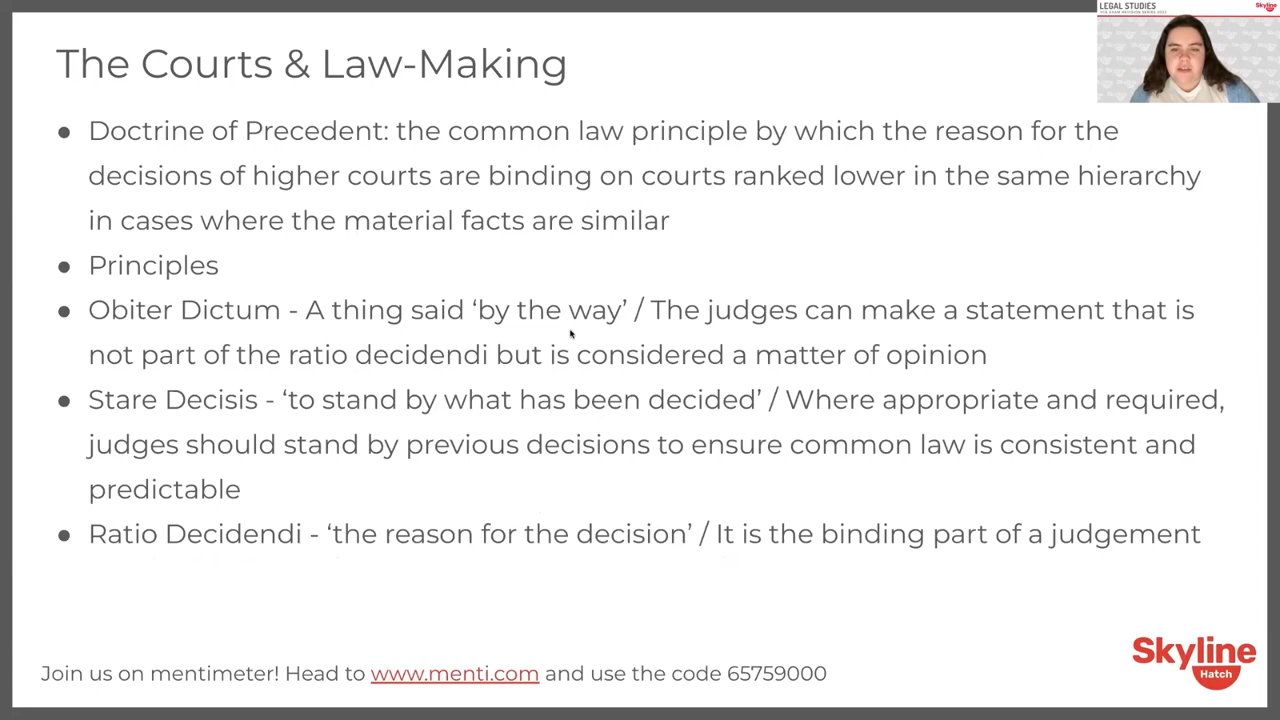 LEGAL STUDIES
Skyline
The Courts & Law-Making
● Doctrine of Precedent: the common law principle by which the reason for the
decisions of higher courts are binding on courts ranked lower in the same hierarchy
in cases where the material facts are similar
● Principles
● Obiter Dictum - A thing said ‘by the way’ / The judges can make a statement that is
not part of the ratio decidendi but is considered a matter of opinion
● Stare Decisis - ‘to stand by what has been decided’ / Where appropriate and required,
judges should stand by previous decisions to ensure common law is consistent and
predictable
● Ratio Decidendi - ‘the reason for the decision’ / It is the binding part of a judgement
Join us on mentimeter! Head to www.menti.com and use the code 65759000
Skyline
Hatch